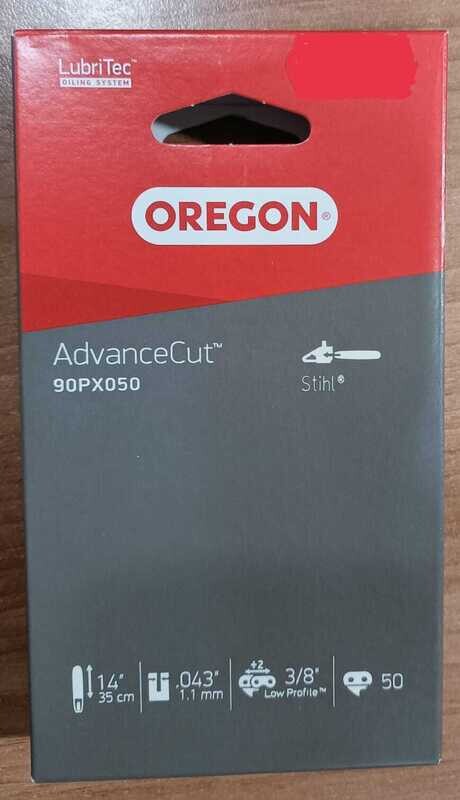 LubriTec™
OILING SYSTEM
OREGON®
AdvanceCut™
90PX050
Stihl®
14"
35 cm
.043"
1.1 mm
+2
3/8"
Low Profile™
50